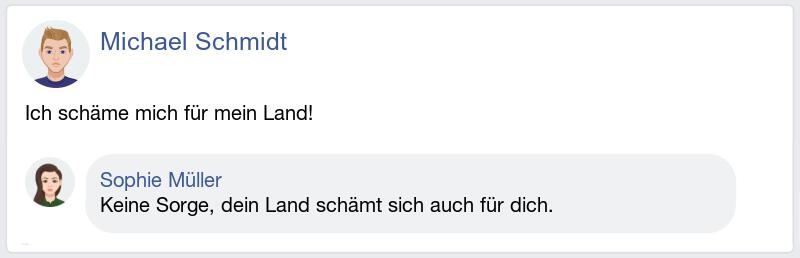 Michael Schmidt
Ich schäme mich für mein Land!
Sophie Müller
Keine Sorge, dein Land schämt sich auch für dich.